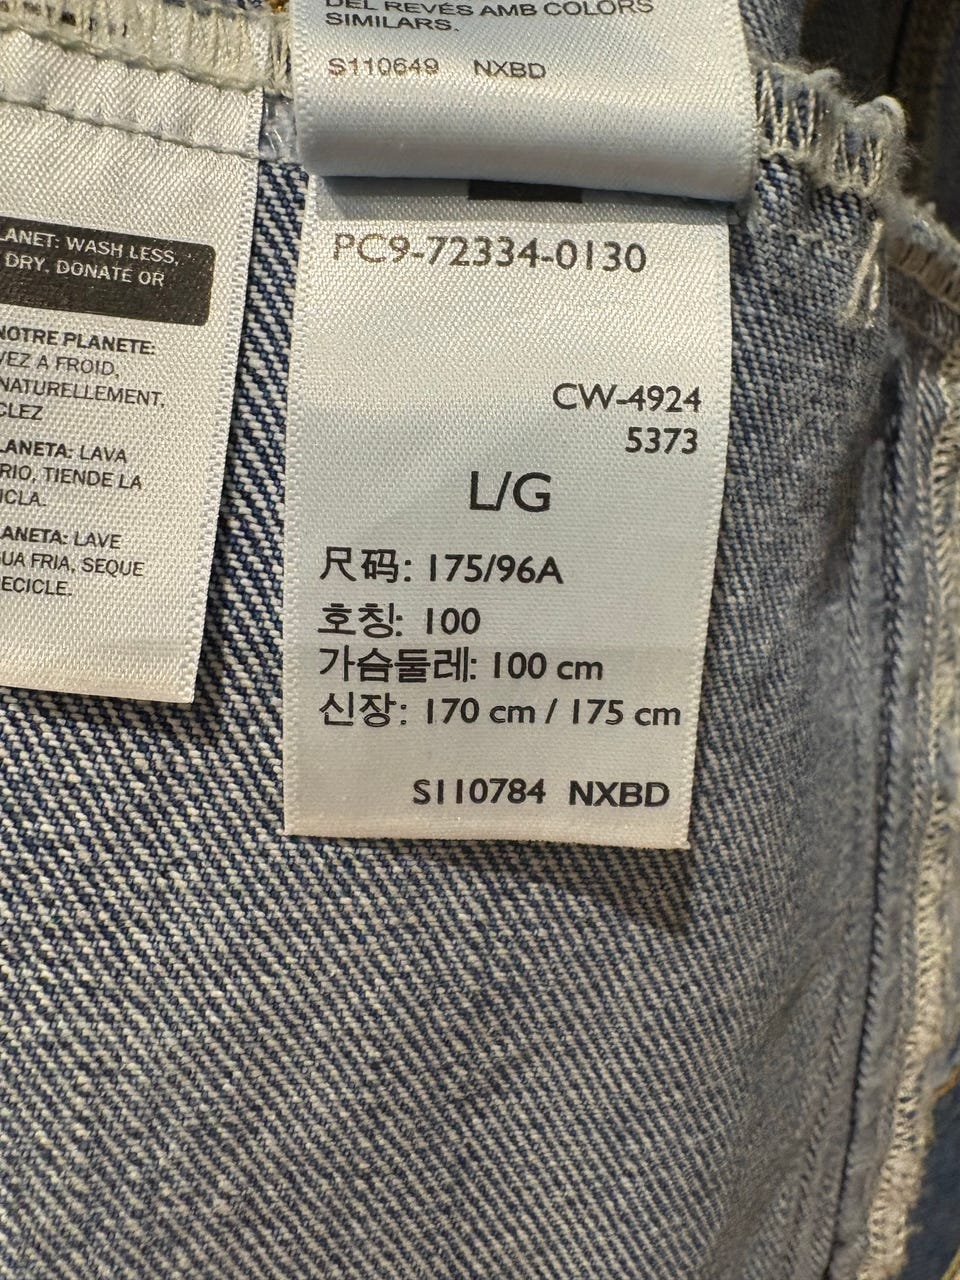 DEL REVÉS AMB COLORS
SIMILARS.
S110649 NXBD
LANET: WASH LESS,
DRY, DONATE OR
NOTRE PLANETE:
VEZ A FROID,
NATURELLEMENT,
CLEZ
LANETA: LAVA
RIO, TIENDE LA
ICLA.
ANETA: LAVE
UA FRIA, SEQUE
ECICLE.
PC9-72334-0130
CW-4924
5373
L/G
尺码: 175/96A
호칭: 100
가슴둘레: 100 cm
신장: 170 cm / 175 cm
S110784 NXBD